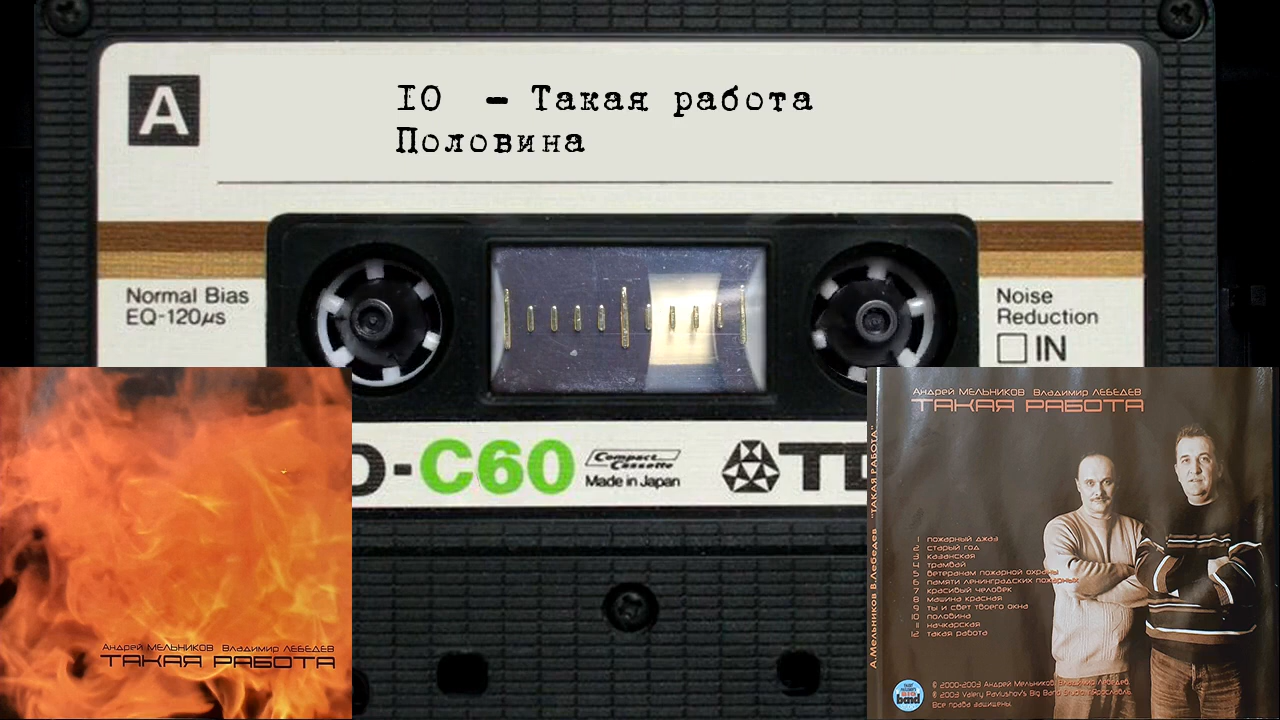 A
10 - Такая работа
Половина
Normal Bias
EQ-120µs
Noise
Reduction
IN
D-C60
Compact
Cassette
Made in Japan
TD
Андрей МЕЛЬНИКОВ Владимир ЛЕБЕДЕВ
ТАКАЯ РАБОТА
Андрей МЕЛЬНИКОВ Владимир ЛЕБЕДЕВ
ТАКАЯ РАБОТА
А.Мельников В.Лебедев "ТАКАЯ РАБОТА"
1 пожарный джаз
2 старый год
3 казанская
4 трамвай
5 ветеранам пожарной охраны
6 памяти ленинградских пожарных
7 красивый человек
8 машина красная
9 ты и свет твоего окна
10 половина
11 начкарская
12 такая работа
© 2000-2003 Андрей Мельников, Владимир Лебедев
© 2003 Valery Pavlushov's Big Band Studio Ярославль
Все права защищены.
band